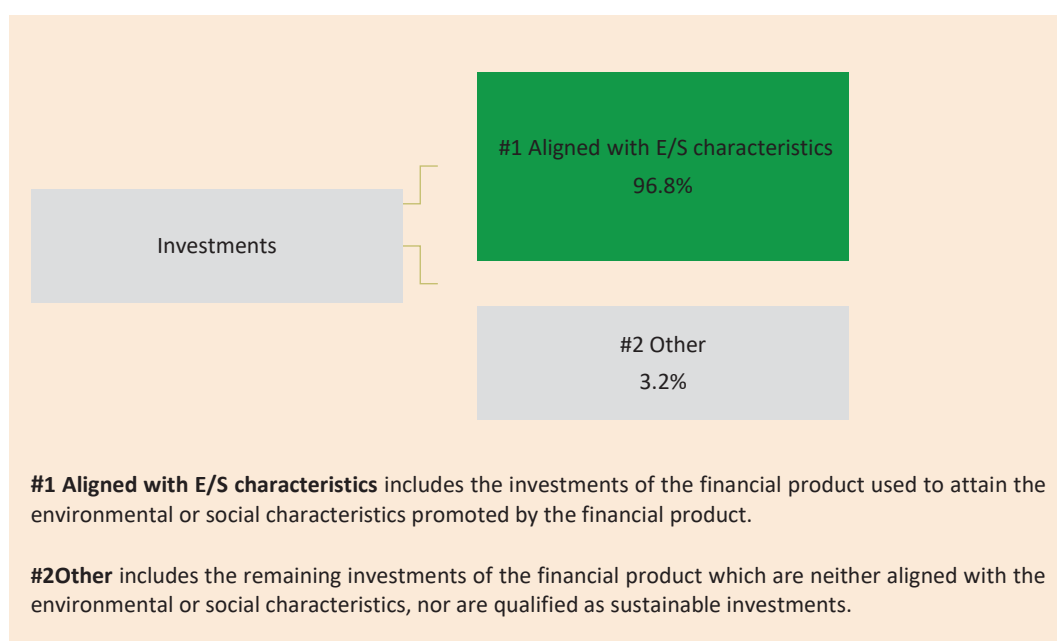 #1 Aligned with E/S characteristics
96.8%
Investments
#2 Other
3.2%
#1 Aligned with E/S characteristics includes the investments of the financial product used to attain the
environmental or social characteristics promoted by the financial product.
#2Other includes the remaining investments of the financial product which are neither aligned with the
environmental or social characteristics, nor are qualified as sustainable investments.